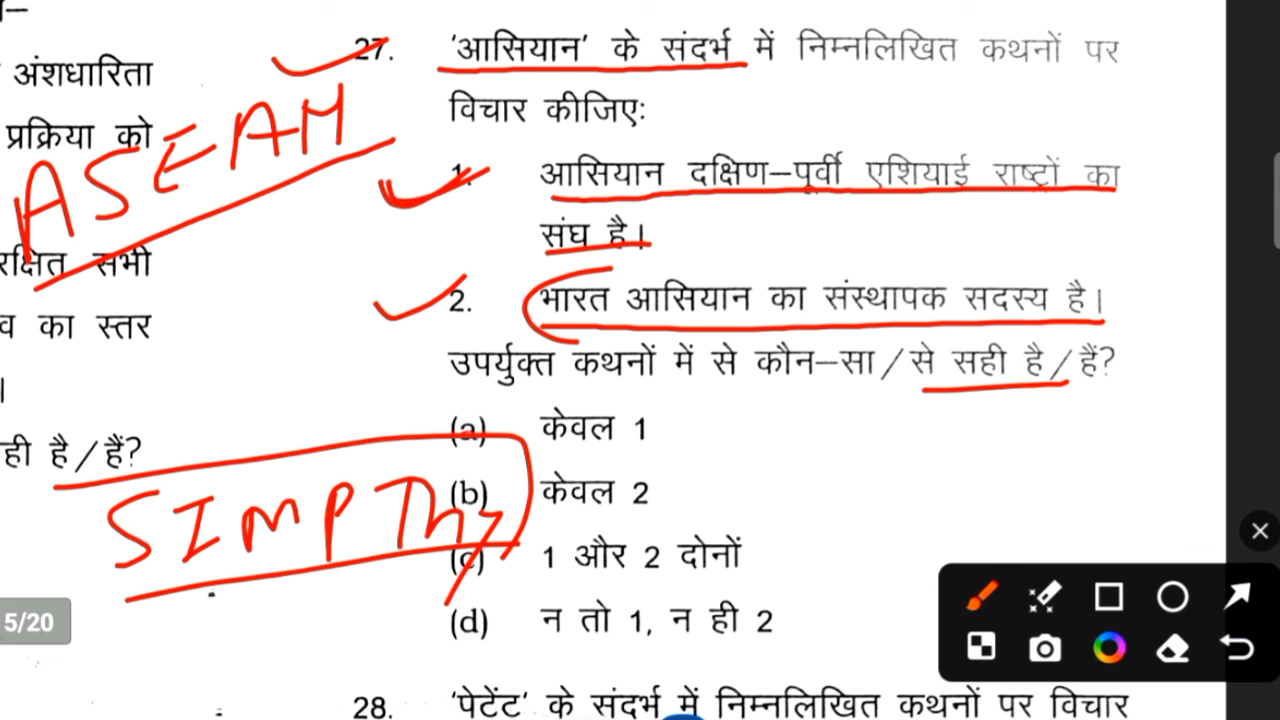 अंशधारिता
प्रक्रिया को
रक्षित सभी
व का स्तर
ही है/हैं?
ASEAM
SIMPThy
27. 'आसियान' के संदर्भ में निम्नलिखित कथनों पर
विचार कीजिए:
1. आसियान दक्षिण–पूर्वी एशियाई राष्ट्रों का
संघ है।
2. भारत आसियान का संस्थापक सदस्य है।
उपर्युक्त कथनों में से कौन–सा/से सही है/हैं?
(a) केवल 1
(b) केवल 2
(c) 1 और 2 दोनों
(d) न तो 1, न ही 2
28. 'पेटेंट' के संदर्भ में निम्नलिखित कथनों पर विचार
5/20